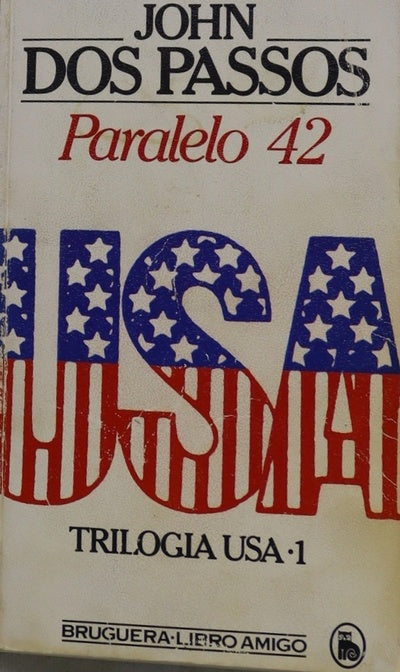 JOHN
DOS PASSOS
Paralelo 42
USA
TRILOGIA USA·1
BRUGUERA·LIBRO AMIGO